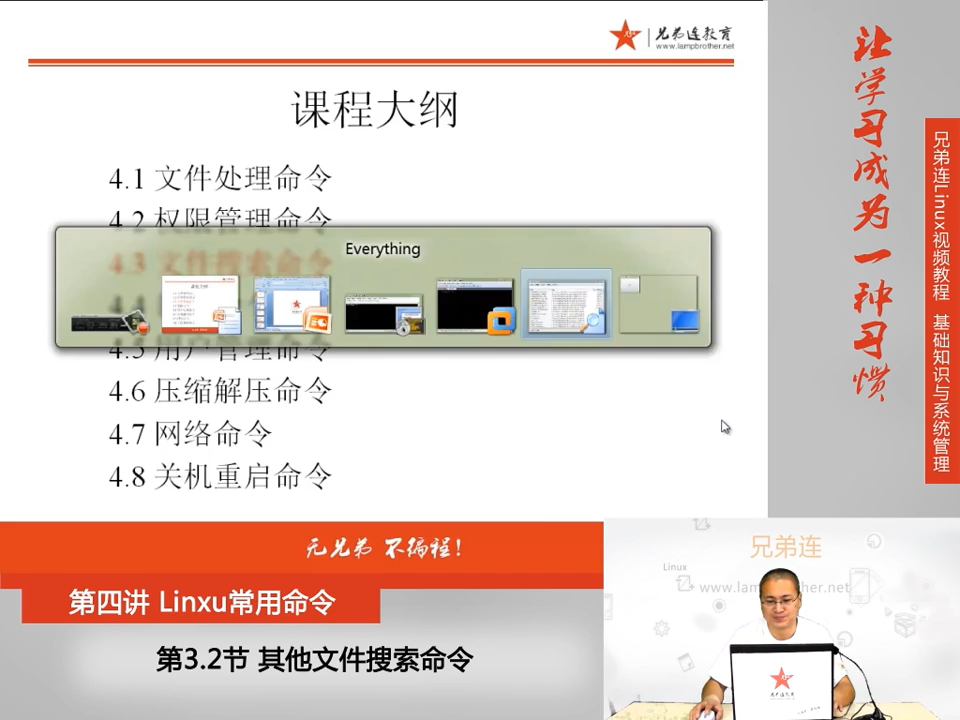 兄弟连教育
www.lampbrother.net
课程大纲
4.1 文件处理命令
4.2 权限管理命令
4.3 文件搜索命令
Everything
4.5 用户管理命令
4.6 压缩解压命令
4.7 网络命令
4.8 关机重启命令
让学习成为一种习惯
兄弟连Linux视频教程 基础知识与系统管理
无兄弟 不编程!
第四讲 Linxu常用命令
第3.2节 其他文件搜索命令
兄弟连
Linux